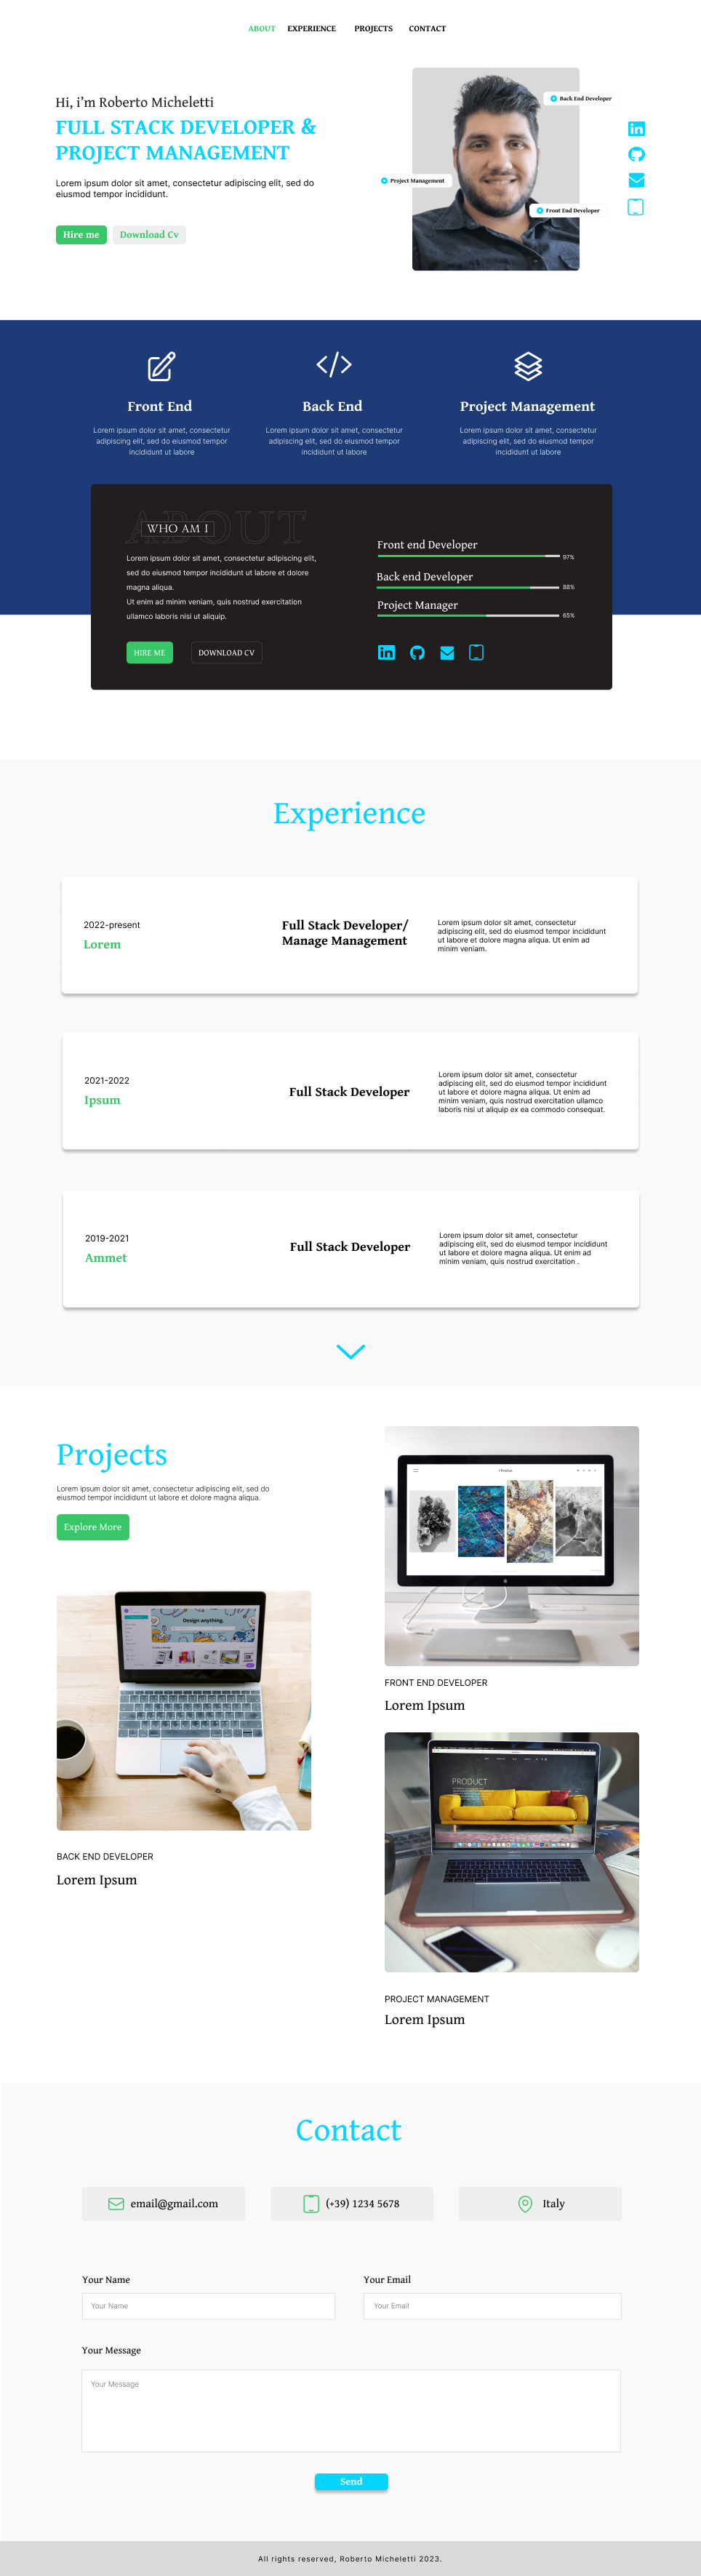 ABOUT EXPERIENCE PROJECTS CONTACT
Hi, i'm Roberto Micheletti
FULL STACK DEVELOPER &
PROJECT MANAGEMENT
Lorem ipsum dolor sit amet, consectetur adipiscing elit, sed do
eiusmod tempor incididunt.
Hire me Download Cv
Back End Developer
Project Management
Front End Developer
Front End
Lorem ipsum dolor sit amet, consectetur
adipiscing elit, sed do eiusmod tempor
incididunt ut labore
Back End
Lorem ipsum dolor sit amet, consectetur
adipiscing elit, sed do eiusmod tempor
incididunt ut labore
Project Management
Lorem ipsum dolor sit amet, consectetur
adipiscing elit, sed do eiusmod tempor
incididunt ut labore
ABOUT
WHO AM I
Lorem ipsum dolor sit amet, consectetur adipiscing elit,
sed do eiusmod tempor incididunt ut labore et dolore
magna aliqua.
Ut enim ad minim veniam, quis nostrud exercitation
ullamco laboris nisi ut aliquip.
HIRE ME DOWNLOAD CV
Front end Developer
97%
Back end Developer
88%
Project Manager
65%
Experience
2022-present
Lorem
Full Stack Developer/
Manage Management
Lorem ipsum dolor sit amet, consectetur
adipiscing elit, sed do eiusmod tempor incididunt
ut labore et dolore magna aliqua. Ut enim ad
minim veniam.
2021-2022
Ipsum
Full Stack Developer
Lorem ipsum dolor sit amet, consectetur
adipiscing elit, sed do eiusmod tempor incididunt
ut labore et dolore magna aliqua. Ut enim ad
minim veniam, quis nostrud exercitation ullamco
laboris nisi ut aliquip ex ea commodo consequat.
2019-2021
Ammet
Full Stack Developer
Lorem ipsum dolor sit amet, consectetur
adipiscing elit, sed do eiusmod tempor incididunt
ut labore et dolore magna aliqua. Ut enim ad
minim veniam, quis nostrud exercitation .
Projects
Lorem ipsum dolor sit amet, consectetur adipiscing elit, sed do
eiusmod tempor incididunt ut labore et dolore magna aliqua.
Explore More
Design anything.
BACK END DEVELOPER
Lorem Ipsum
FRONT END DEVELOPER
Lorem Ipsum
PRODUCT
PROJECT MANAGEMENT
Lorem Ipsum
Contact
email@gmail.com
(+39) 1234 5678
Italy
Your Name
Your Name
Your Email
Your Email
Your Message
Your Message
Send
All rights reserved, Roberto Micheletti 2023.